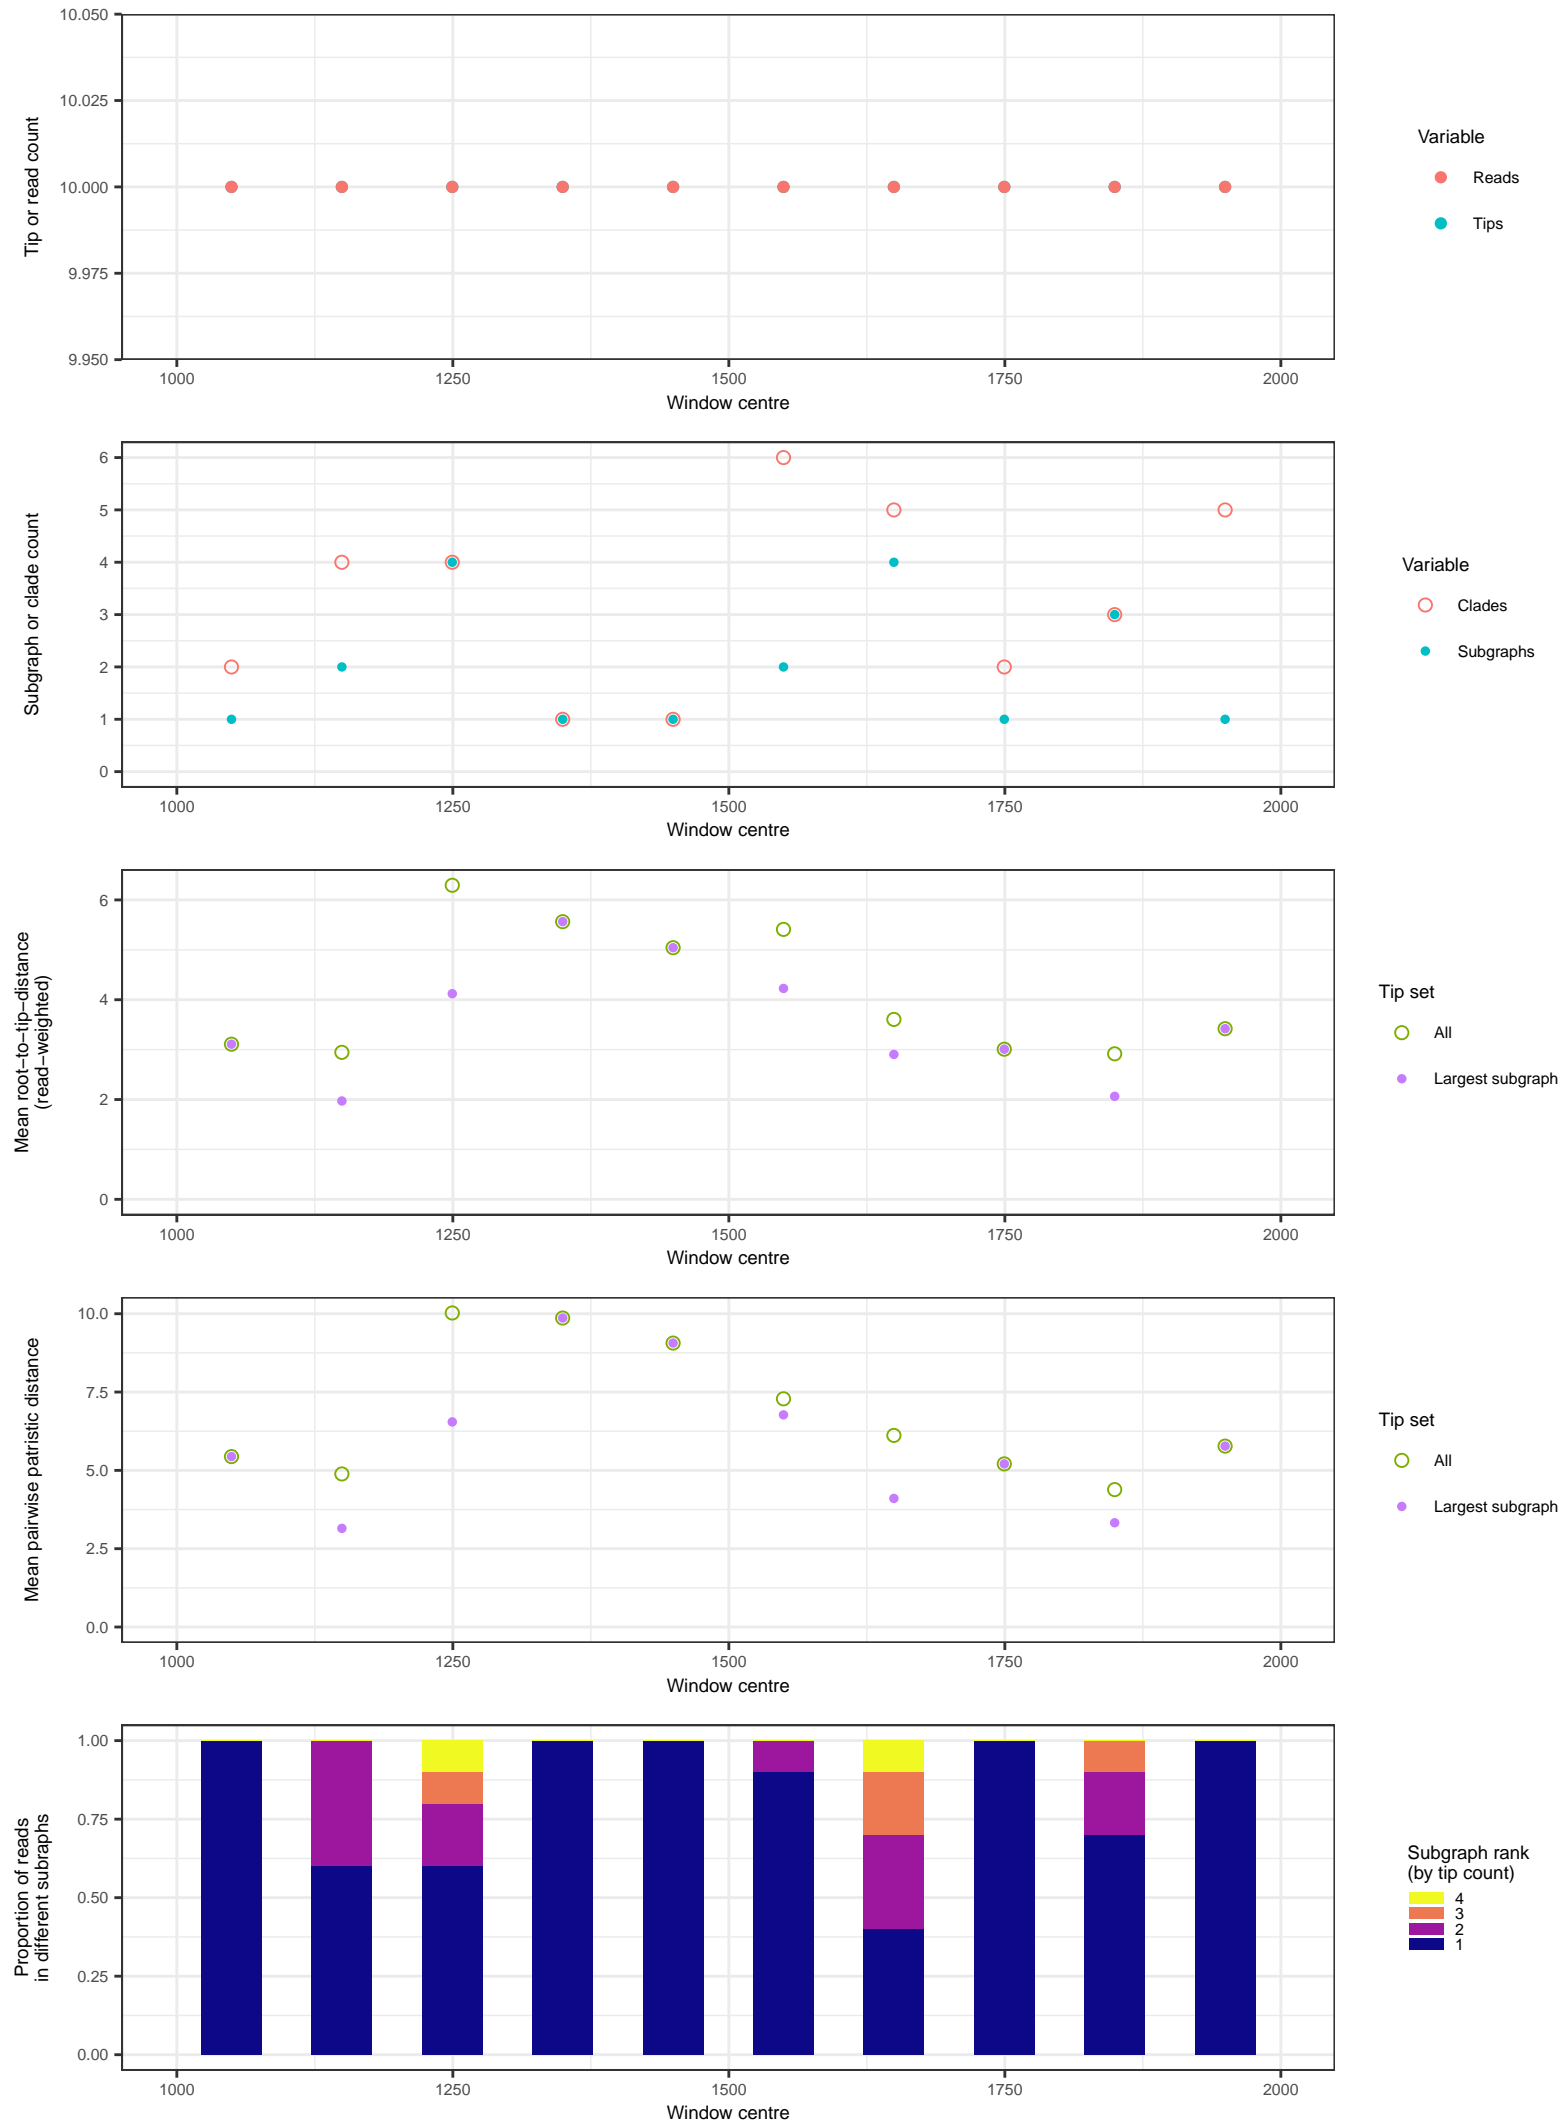 10.050
10.025
10.000
9.975
9.950
Tip or read count
1000 1250 1500 1750 2000
Window centre
Variable
Reads
Tips
6
5
4
3
2
1
0
Subgraph or clade count
1000 1250 1500 1750 2000
Window centre
Variable
Clades
Subgraphs
6
4
2
0
Mean root−to−tip−distance
(read−weighted)
1000 1250 1500 1750 2000
Window centre
Tip set
All
Largest subgraph
10.0
7.5
5.0
2.5
0.0
Mean pairwise patristic distance
1000 1250 1500 1750 2000
Window centre
Tip set
All
Largest subgraph
1.00
0.75
0.50
0.25
0.00
Proportion of reads
in different subraphs
1000 1250 1500 1750 2000
Window centre
Subgraph rank
(by tip count)
4
3
2
1